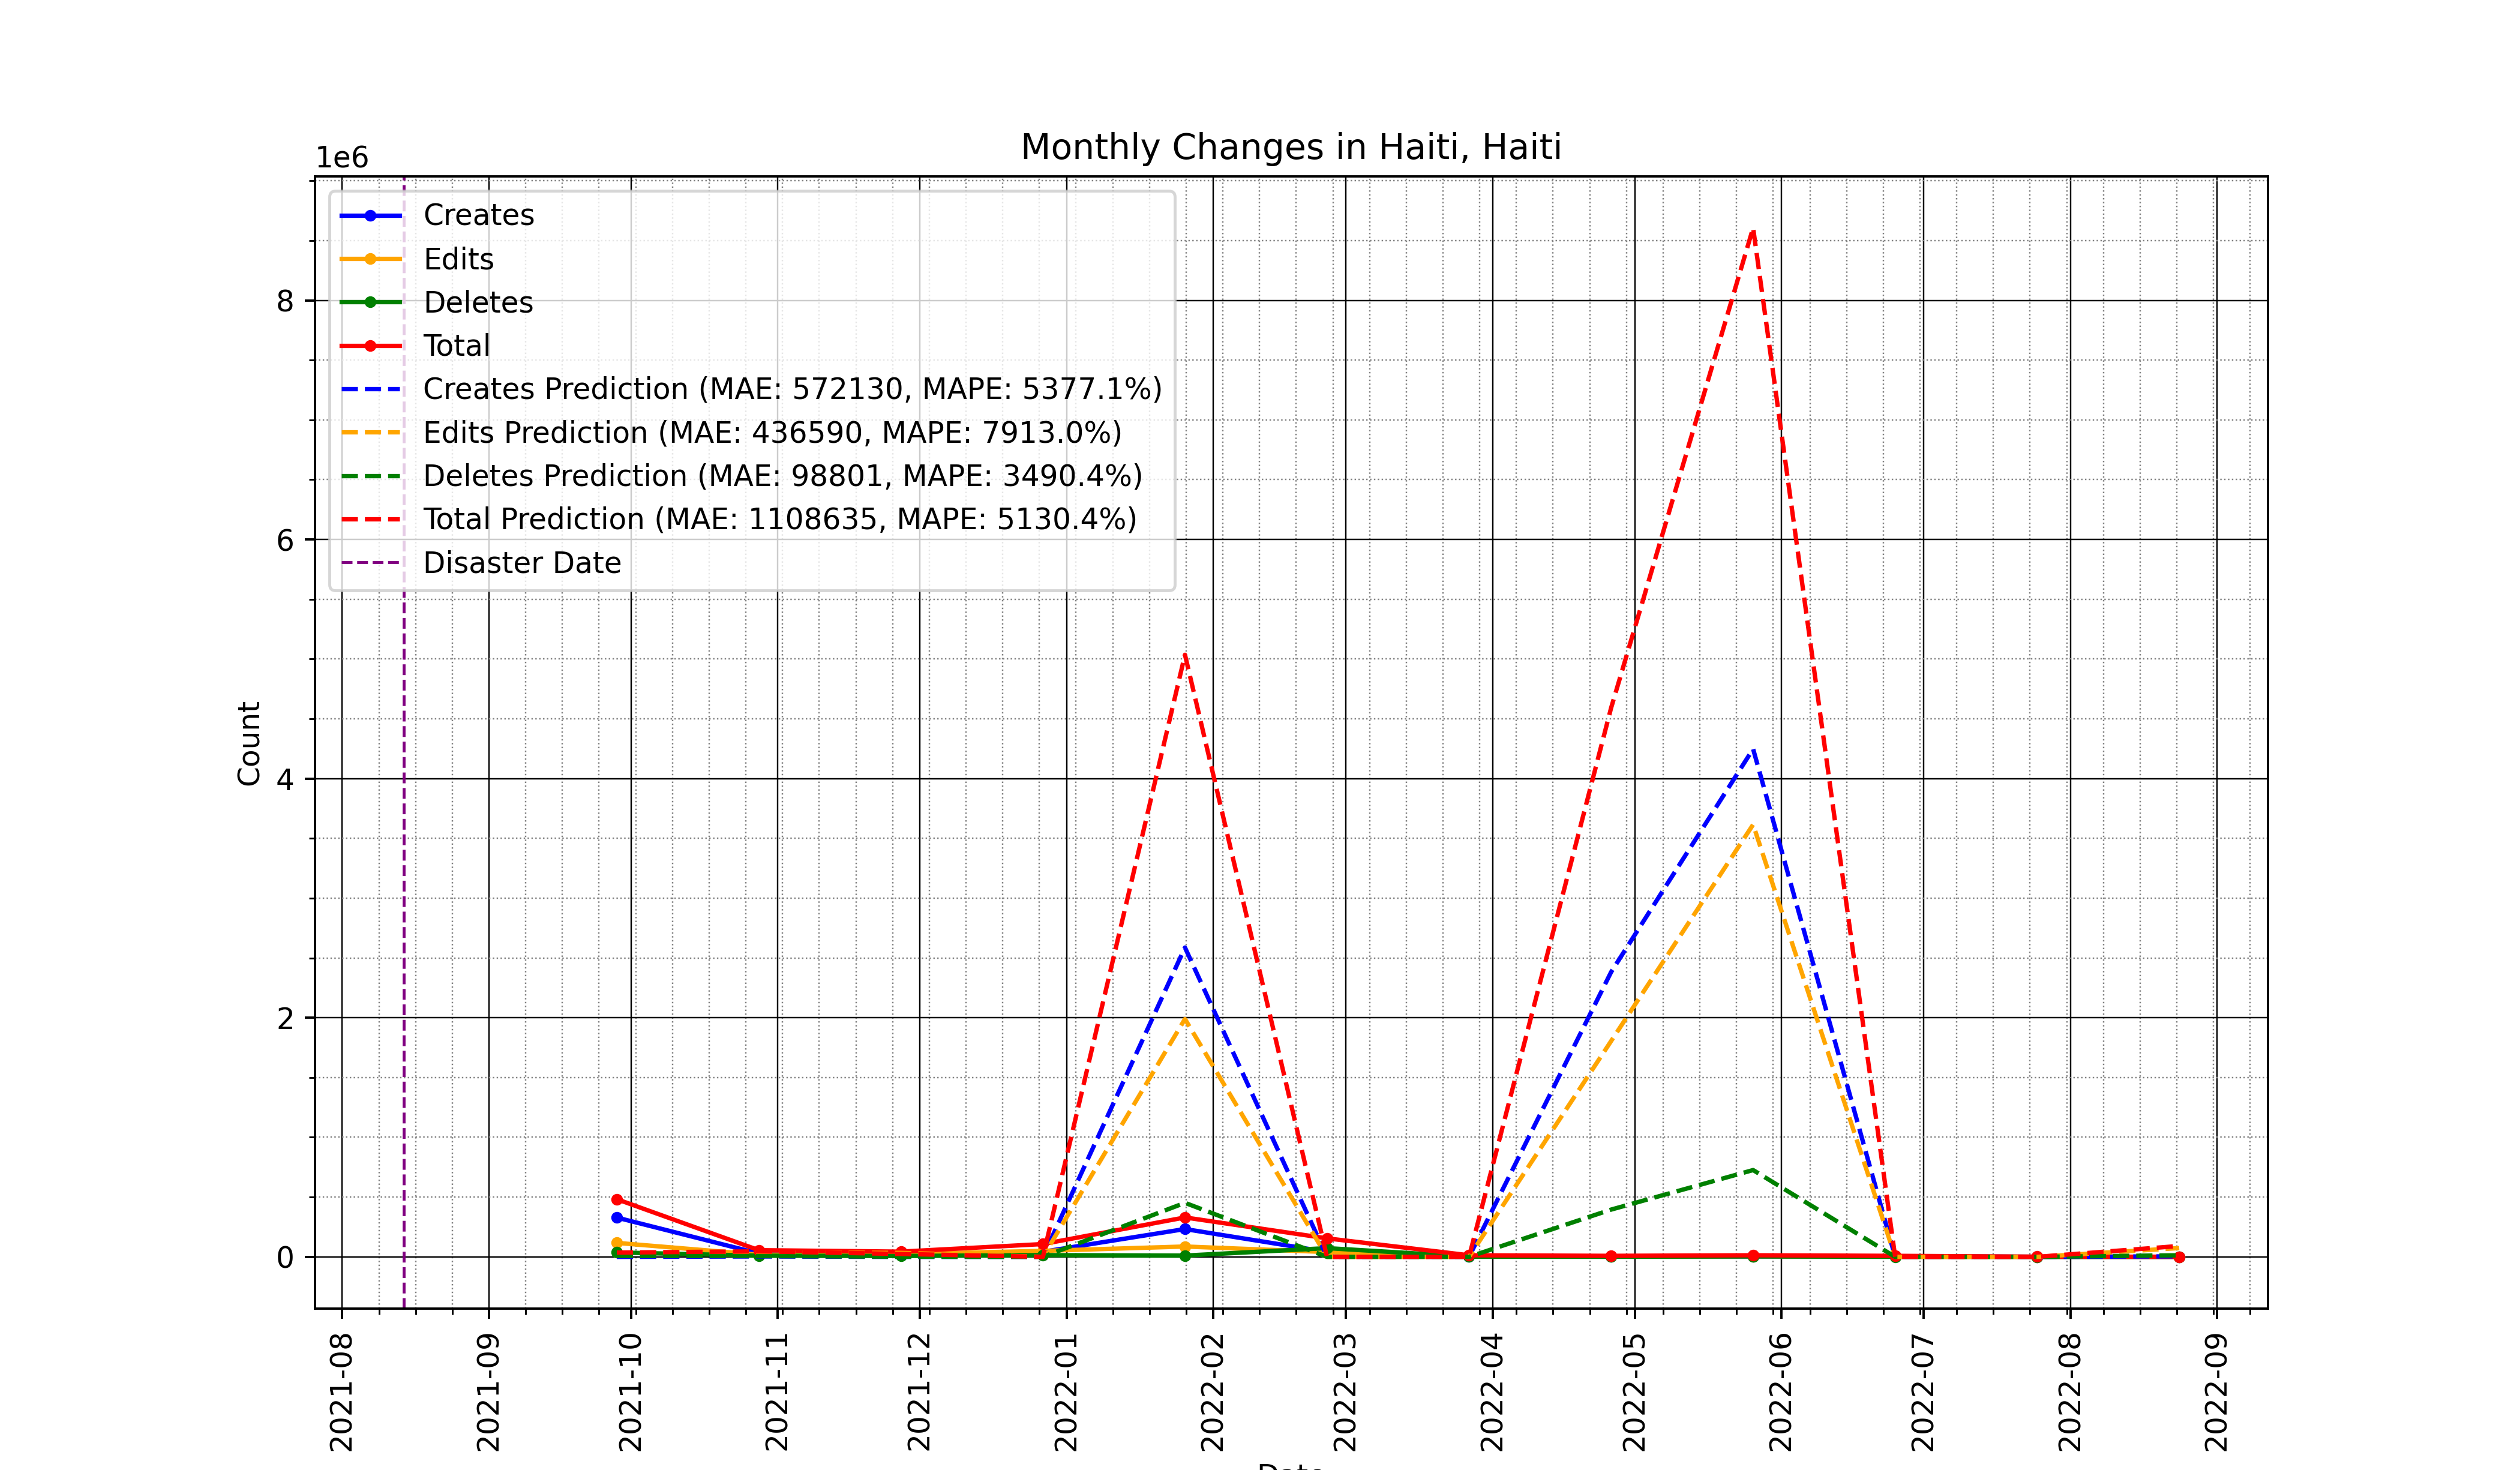 Monthly Changes in Haiti, Haiti
1e6
Creates
Edits
Deletes
Total
Creates Prediction (MAE: 572130, MAPE: 5377.1%)
Edits Prediction (MAE: 436590, MAPE: 7913.0%)
Deletes Prediction (MAE: 98801, MAPE: 3490.4%)
Total Prediction (MAE: 1108635, MAPE: 5130.4%)
Disaster Date
8
6
4
2
0
Count
2021-08
2021-09
2021-10
2021-11
2021-12
2022-01
2022-02
2022-03
2022-04
2022-05
2022-06
2022-07
2022-08
2022-09
Date